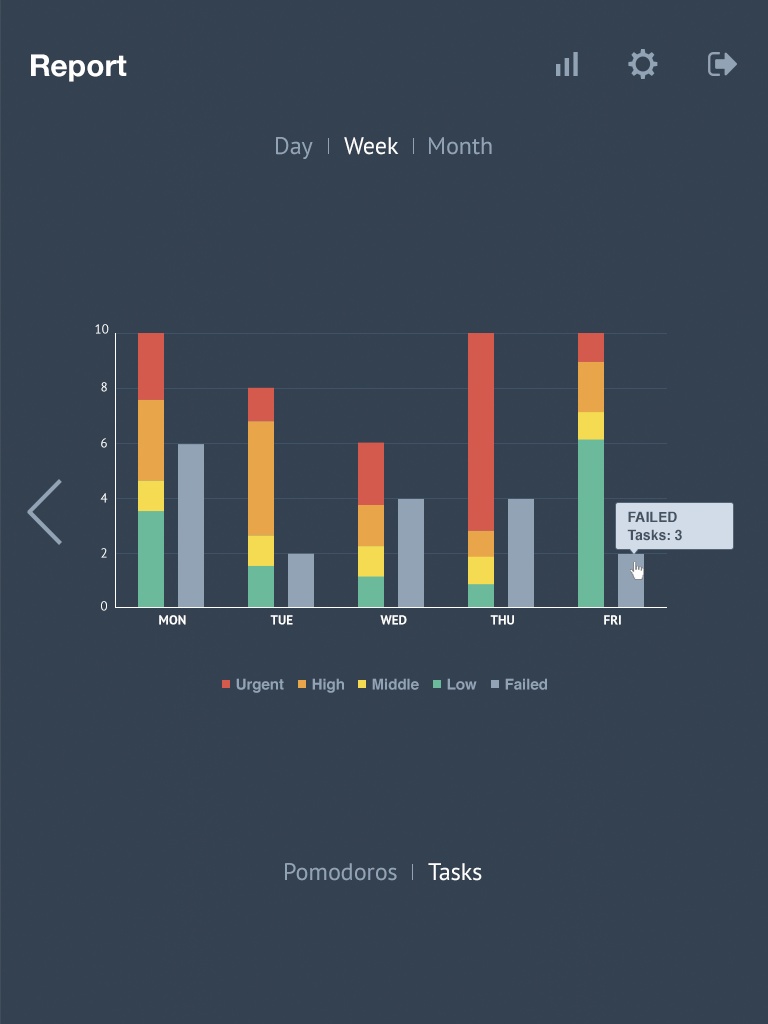 Report
Day | Week | Month
10
8
6
4
2
0
FAILED
Tasks: 3
MON TUE WED THU FRI
Urgent High Middle Low Failed
Pomodoros | Tasks